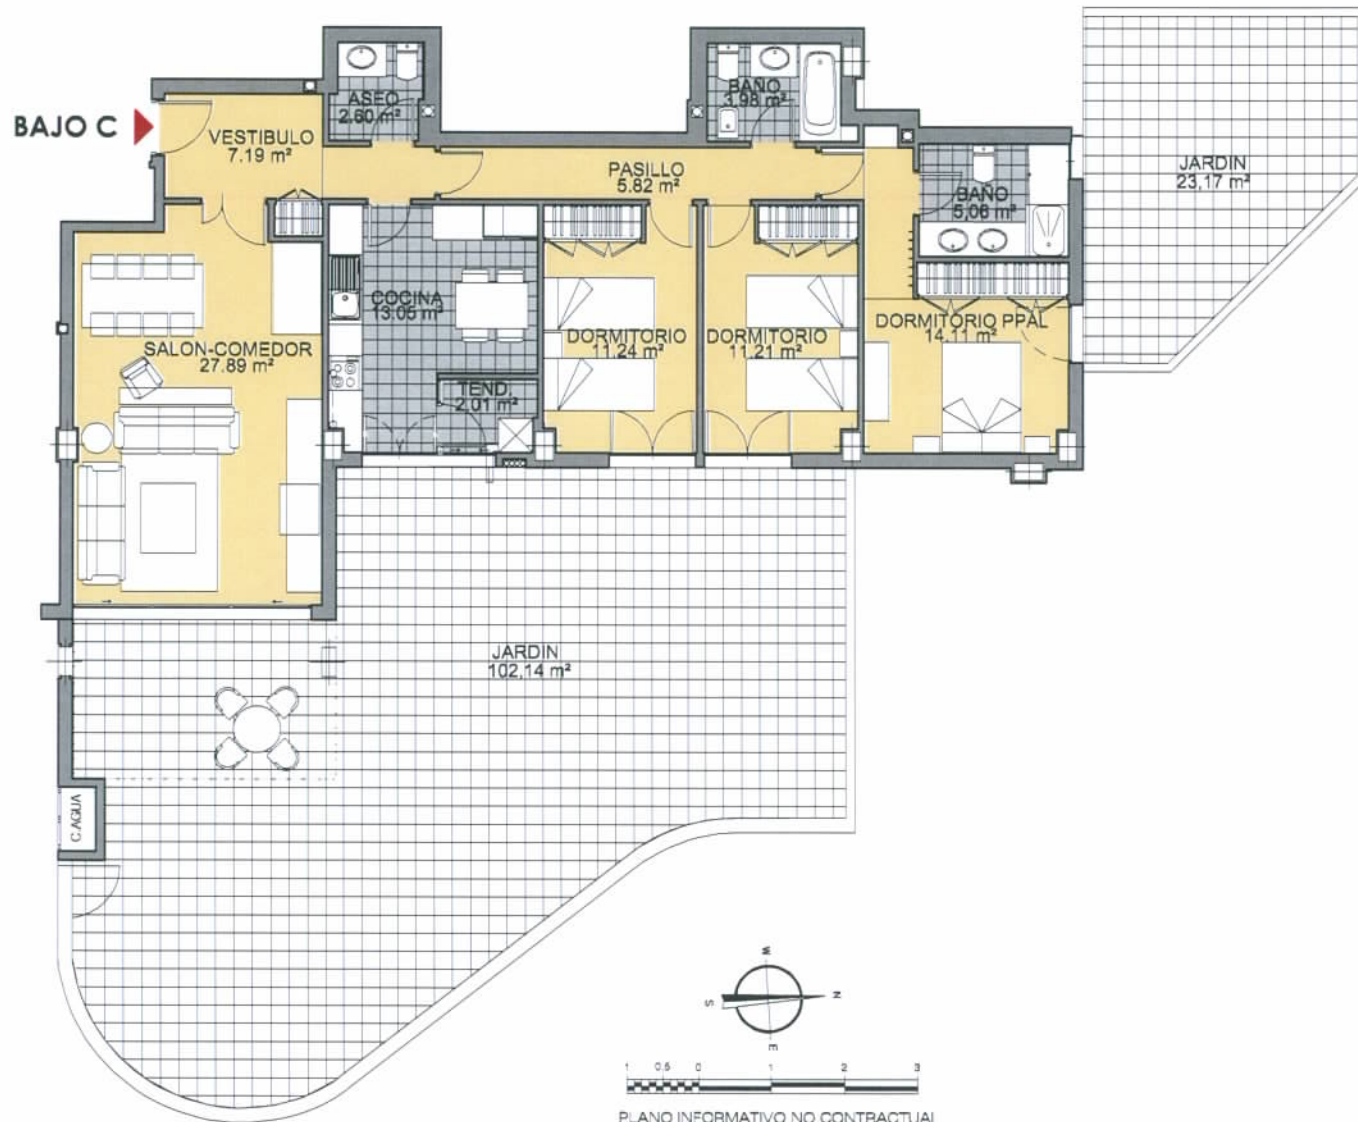 BAJO C
VESTIBULO
7.19 m²
ASEO
2.60 m²
BAÑO
3.98 m²
PASILLO
5.82 m²
BAÑO
5,06 m²
JARDIN
23,17 m²
SALON-COMEDOR
27.89 m²
COCINA
13.05 m²
TEND.
2.01 m²
DORMITORIO
11.24 m²
DORMITORIO
11.21 m²
DORMITORIO PPAL
14.11 m²
JARDIN
102,14 m²
C.AGUA
W
S
N
E
1 0.5 0 1 2 3
PLANO INFORMATIVO NO CONTRACTUAL